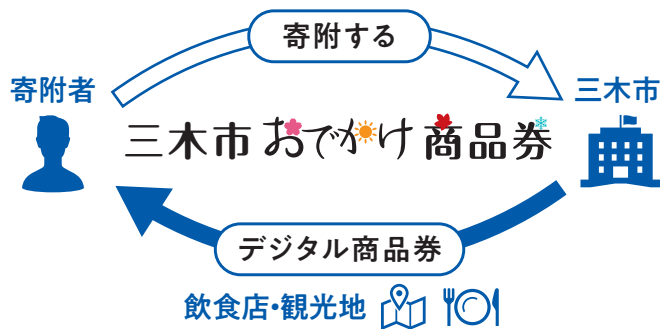 寄附する
寄附者
三木市
三木市おでかけ商品券
デジタル商品券
飲食店・観光地